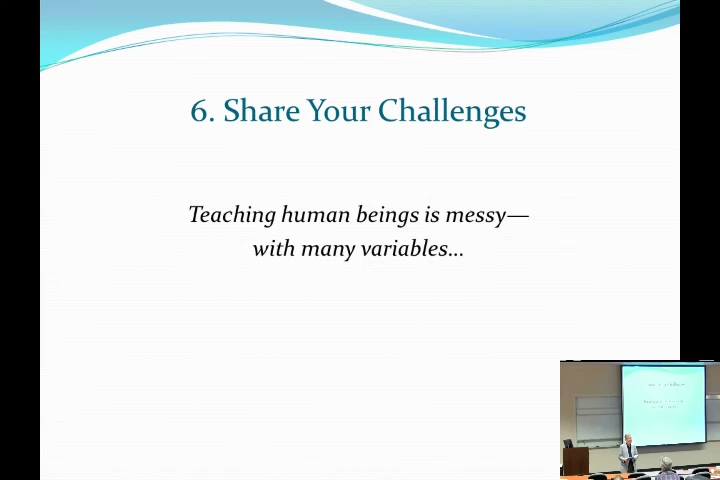 6. Share Your Challenges
Teaching human beings is messy—
with many variables...